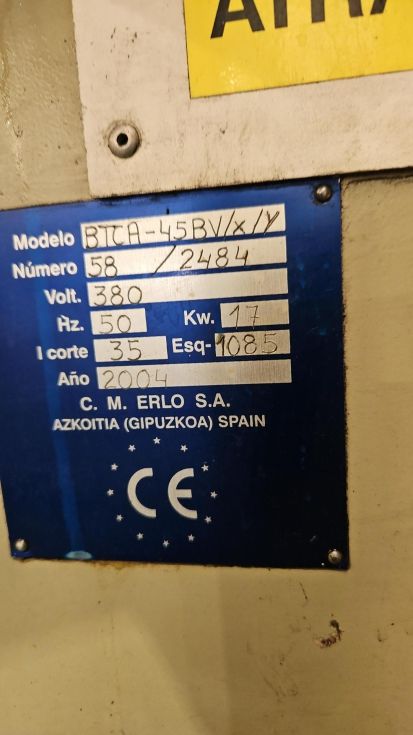 Modelo BTCA-45BV/x/y
Número 58 / 2484
Volt. 380
Hz. 50 Kw. 17
I corte 35 Esq- 1085
Año 2004
C. M. ERLO S.A.
AZKOITIA (GIPUZKOA) SPAIN
CE